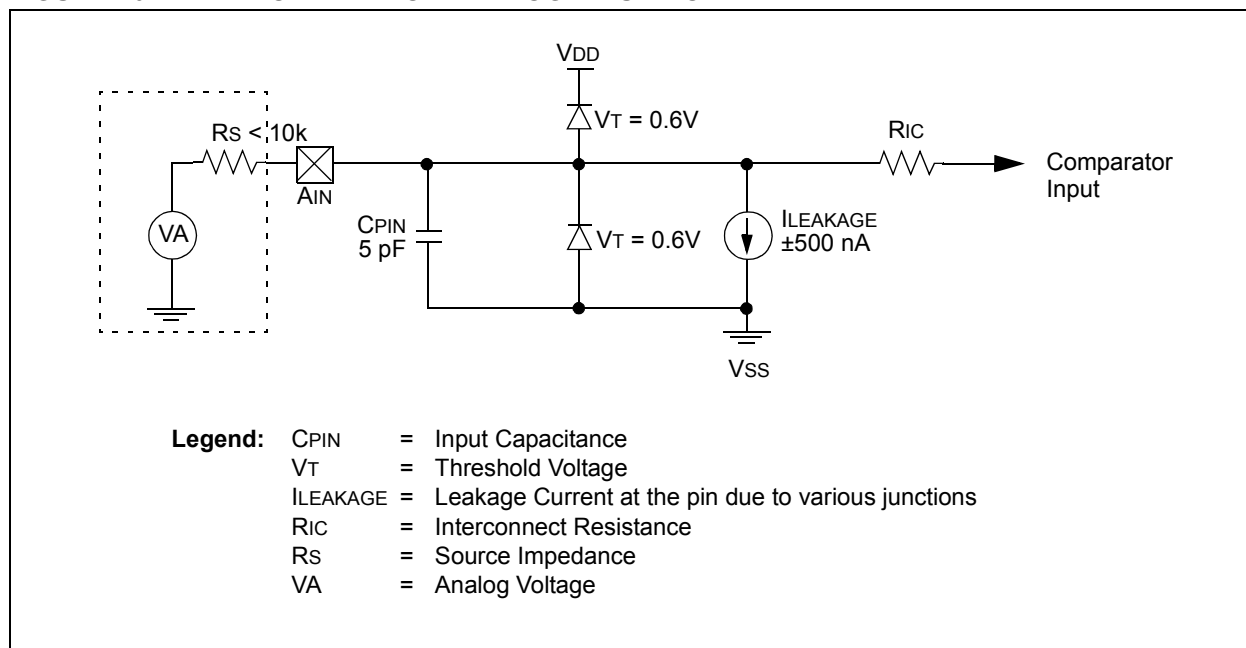 VDD
VT = 0.6V
RS < 10k
RIC
AIN
Comparator
Input
VA
CPIN
5 pF
VT = 0.6V
ILEAKAGE
±500 nA
VSS
Legend: CPIN = Input Capacitance
VT = Threshold Voltage
ILEAKAGE = Leakage Current at the pin due to various junctions
RIC = Interconnect Resistance
RS = Source Impedance
VA = Analog Voltage